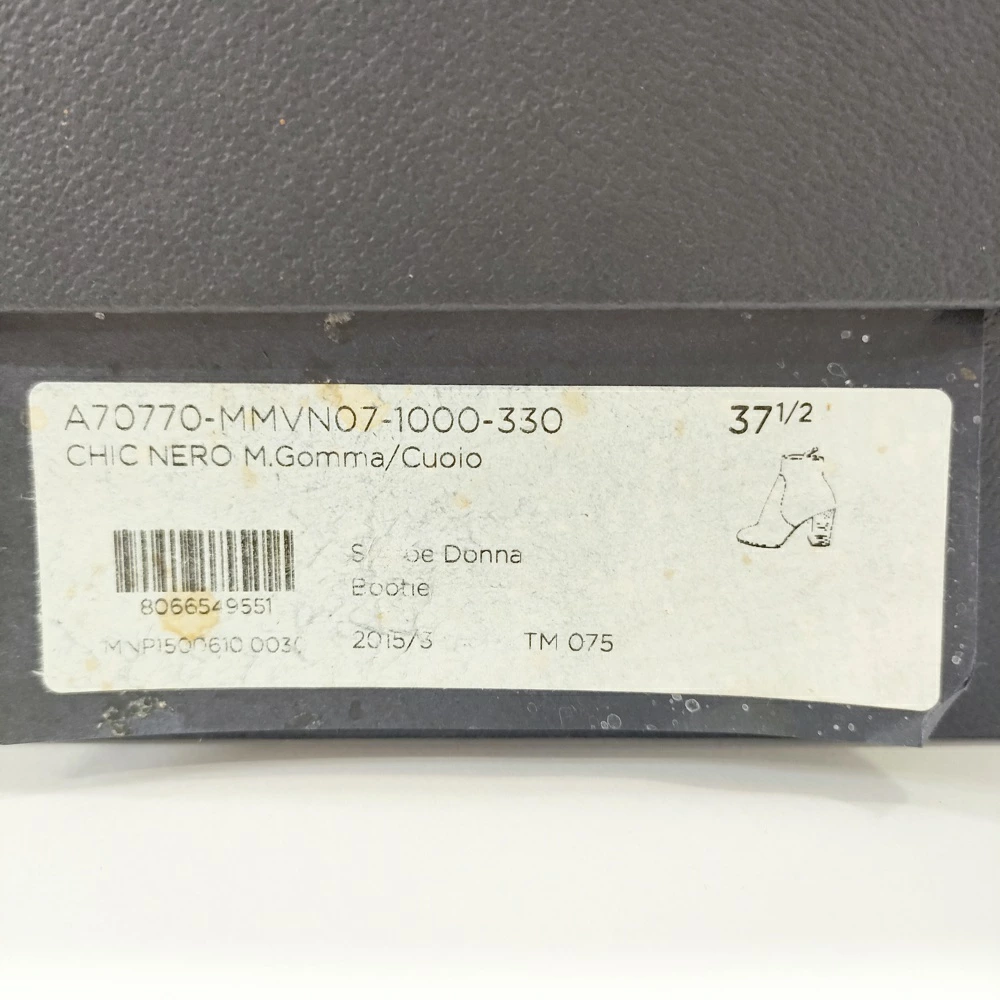 A70770-MMVN07-1000-330 37 1/2
CHIC NERO M.Gomma/Cuoio
Donna
Bootie
8066549551
2015/3 TM 075